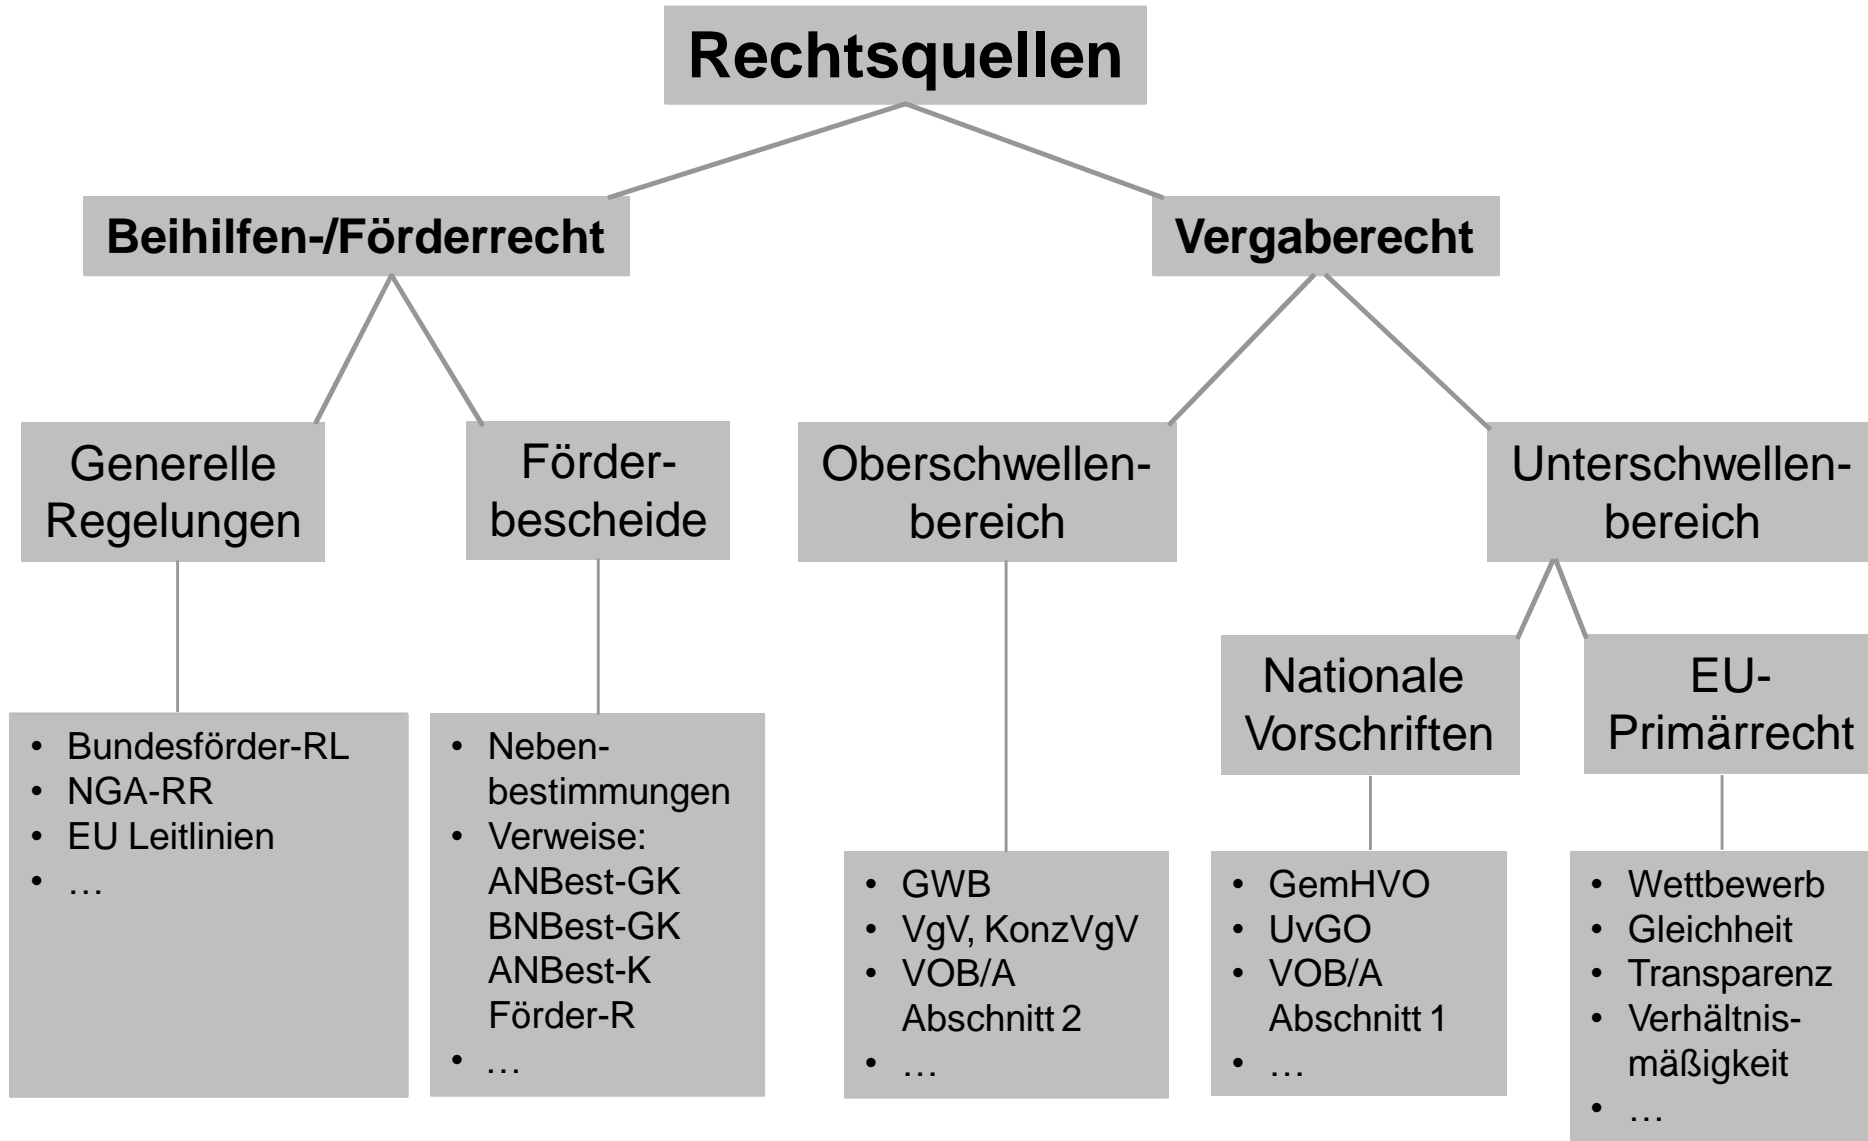 Rechtsquellen
Beihilfen-/Förderrecht
Vergaberecht
Generelle
Regelungen
Förder-
bescheide
Oberschwellen-
bereich
Unterschwellen-
bereich
Nationale
Vorschriften
EU-
Primärrecht
• Bundesförder-RL
• NGA-RR
• EU Leitlinien
• …
• Neben-
bestimmungen
• Verweise:
ANBest-GK
BNBest-GK
ANBest-K
Förder-R
• …
• GWB
• VgV, KonzVgV
• VOB/A
Abschnitt 2
• …
• GemHVO
• UvGO
• VOB/A
Abschnitt 1
• …
• Wettbewerb
• Gleichheit
• Transparenz
• Verhältnis-
mäßigkeit
• …